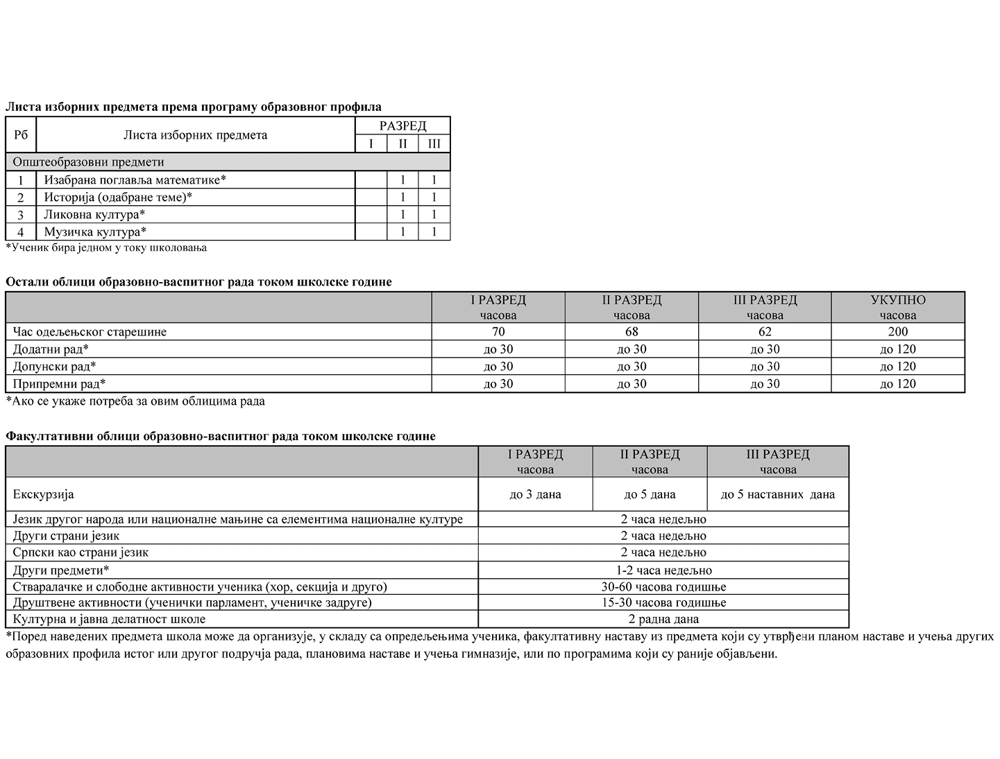 Листа изборних предмета према програму образовног профила
Рб Листа изборних предмета РАЗРЕД
I II III
Општеобразовни предмети
1 Изабрана поглавља математике* 1 1
2 Историја (одабране теме)* 1 1
3 Ликовна култура* 1 1
4 Музичка култура* 1 1
*Ученик бира једном у току школовања
Остали облици образовно-васпитног рада током школске године
I РАЗРЕД II РАЗРЕД III РАЗРЕД УКУПНО
часова часова часова часова
Час одељењског старешине 70 68 62 200
Додатни рад* до 30 до 30 до 30 до 120
Допунски рад* до 30 до 30 до 30 до 120
Припремни рад* до 30 до 30 до 30 до 120
*Ако се укаже потреба за овим облицима рада
Факултативни облици образовно-васпитног рада током школске године
I РАЗРЕД II РАЗРЕД III РАЗРЕД
часова часова часова
Екскурзија до 3 дана до 5 дана до 5 наставних дана
Језик другог народа или националне мањине са елементима националне културе 2 часа недељно
Други страни језик 2 часа недељно
Српски као страни језик 2 часа недељно
Други предмети* 1-2 часа недељно
Стваралачке и слободне активности ученика (хор, секција и друго) 30-60 часова годишње
Друштвене активности (ученички парламент, ученичке задруге) 15-30 часова годишње
Културна и јавна делатност школе 2 радна дана
*Поред наведених предмета школа може да организује, у складу са опредељењима ученика, факултативну наставу из предмета који су утврђени планом наставе и учења других
образовних профила истог или другог подручја рада, плановима наставе и учења гимназије, или по програмима који су раније објављени.